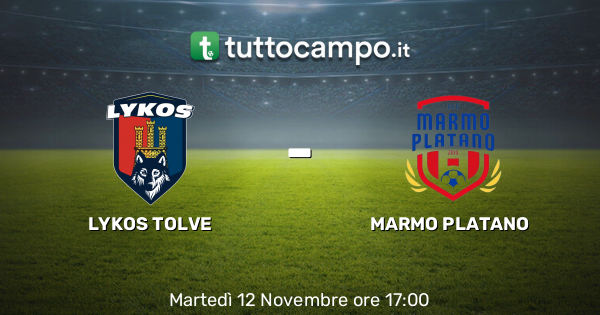 tuttocampo.it
LYKOS
MARMO
PLATANO
-
LYKOS TOLVE
MARMO PLATANO
Martedì 12 Novembre ore 17:00